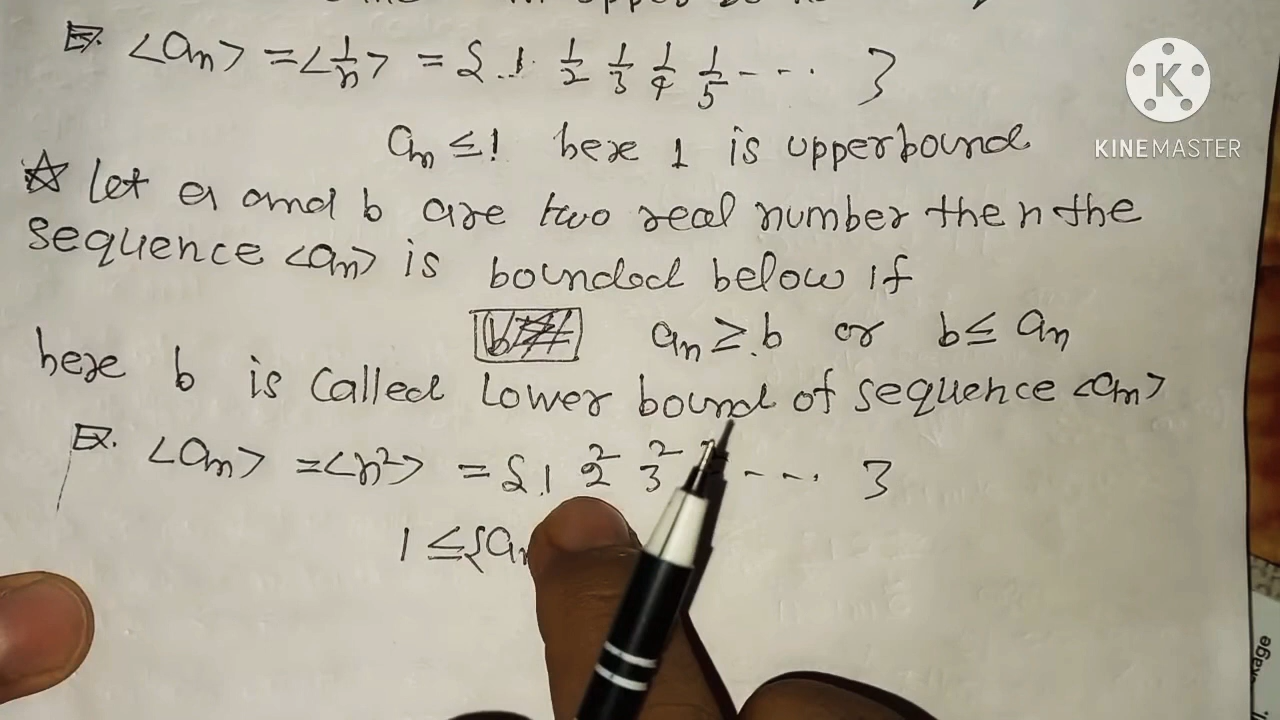 Ex. <an> = <1/n> = { 1 1/2 1/3 1/4 1/5 - - - }
an ≤ 1 here 1 is upperbound
☆ Let a and b are two real number then the
sequence <an> is bounded below if
an ≥ b or b ≤ an
here b is called Lower bound of sequence <an>
Ex. <an> = <n²> = { 1 2² 3² - - - }
1 ≤ {an
K
KINEMASTER
kage